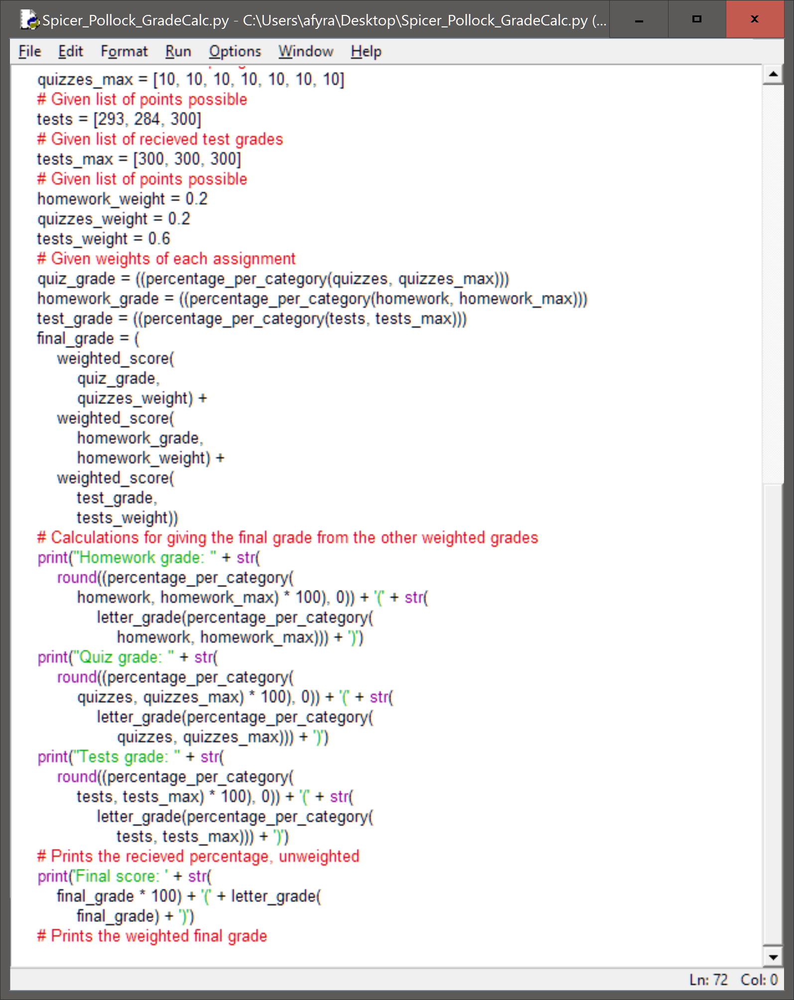 Spicer_Pollock_GradeCalc.py - C:\Users\afyra\Desktop\Spicer_Pollock_GradeCalc.py (...
File Edit Format Run Options Window Help
quizzes_max = [10, 10, 10, 10, 10, 10, 10]
# Given list of points possible
tests = [293, 284, 300]
# Given list of recieved test grades
tests_max = [300, 300, 300]
# Given list of points possible
homework_weight = 0.2
quizzes_weight = 0.2
tests_weight = 0.6
# Given weights of each assignment
quiz_grade = ((percentage_per_category(quizzes, quizzes_max)))
homework_grade = ((percentage_per_category(homework, homework_max)))
test_grade = ((percentage_per_category(tests, tests_max)))
final_grade = (
weighted_score(
quiz_grade,
quizzes_weight) +
weighted_score(
homework_grade,
homework_weight) +
weighted_score(
test_grade,
tests_weight))
# Calculations for giving the final grade from the other weighted grades
print("Homework grade: " + str(
round((percentage_per_category(
homework, homework_max) * 100), 0)) + '(' + str(
letter_grade(percentage_per_category(
homework, homework_max))) + ')')
print("Quiz grade: " + str(
round((percentage_per_category(
quizzes, quizzes_max) * 100), 0)) + '(' + str(
letter_grade(percentage_per_category(
quizzes, quizzes_max))) + ')')
print("Tests grade: " + str(
round((percentage_per_category(
tests, tests_max) * 100), 0)) + '(' + str(
letter_grade(percentage_per_category(
tests, tests_max))) + ')')
# Prints the recieved percentage, unweighted
print('Final score: ' + str(
final_grade * 100) + '(' + letter_grade(
final_grade) + ')')
# Prints the weighted final grade
Ln: 72 Col: 0